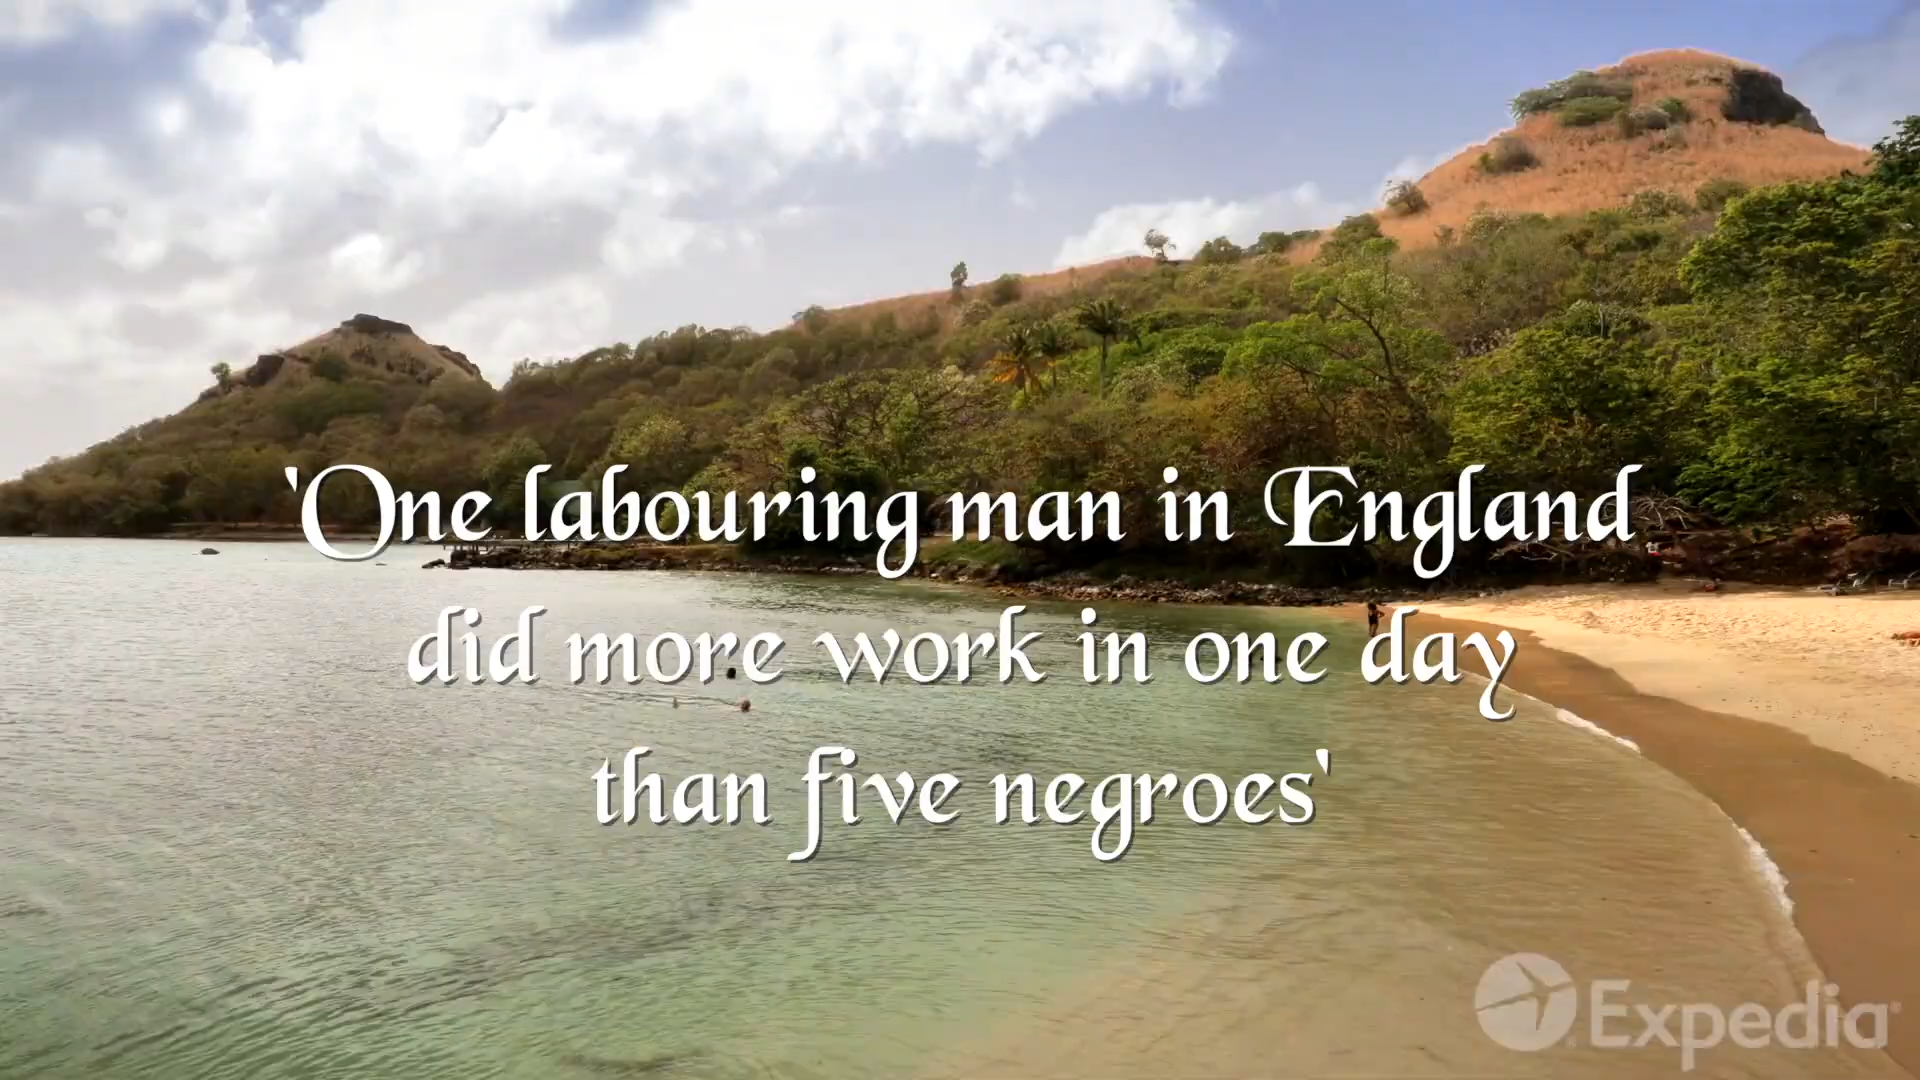 'One labouring man in England
did more work in one day
than five negroes'
Expedia